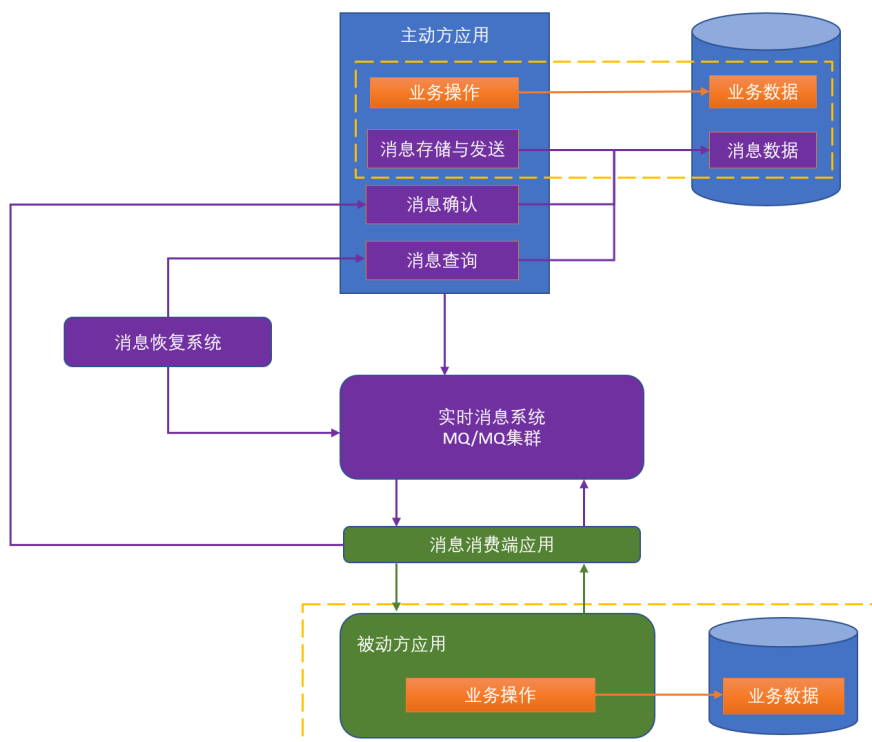 主动方应用
业务操作
业务数据
消息存储与发送
消息数据
消息确认
消息查询
消息恢复系统
实时消息系统
MQ/MQ集群
消息消费端应用
被动方应用
业务操作
业务数据